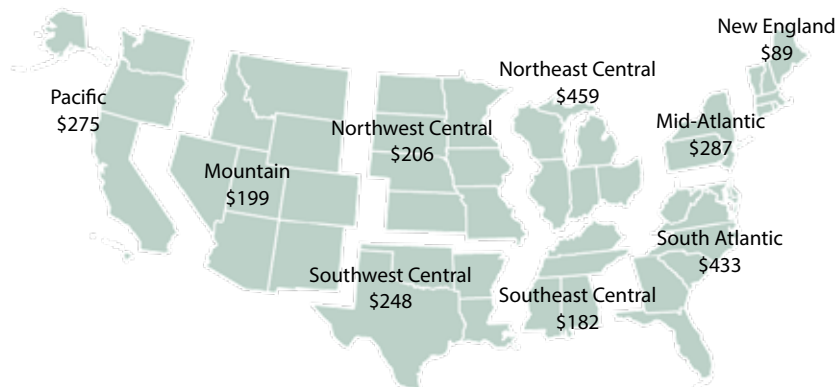 New England
$89
Northeast Central
$459
Pacific
$275
Northwest Central
$206
Mid-Atlantic
$287
Mountain
$199
South Atlantic
$433
Southwest Central
$248
Southeast Central
$182